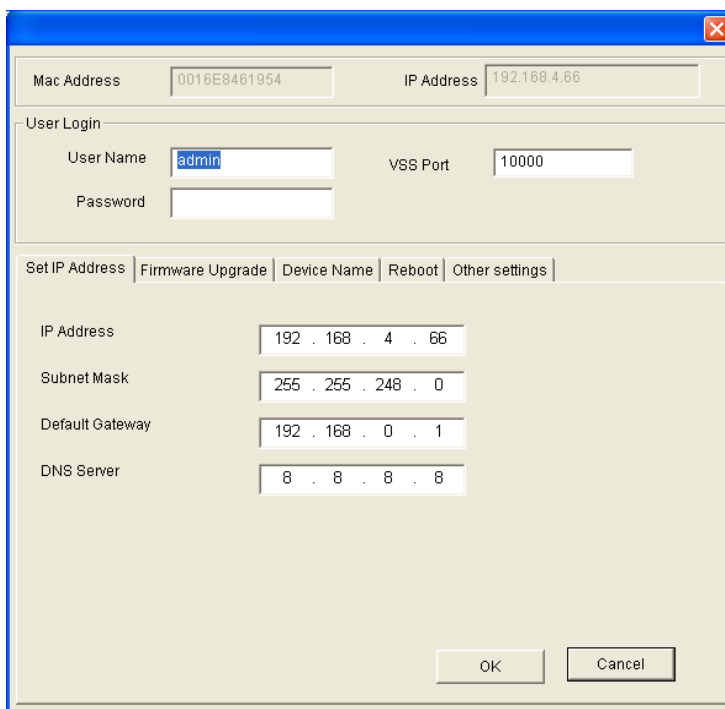 Mac Address 0016E8461954 IP Address 192.168.4.66
User Login
User Name admin VSS Port 10000
Password
Set IP Address Firmware Upgrade Device Name Reboot Other settings
IP Address 192 . 168 . 4 . 66
Subnet Mask 255 . 255 . 248 . 0
Default Gateway 192 . 168 . 0 . 1
DNS Server 8 . 8 . 8 . 8
OK Cancel